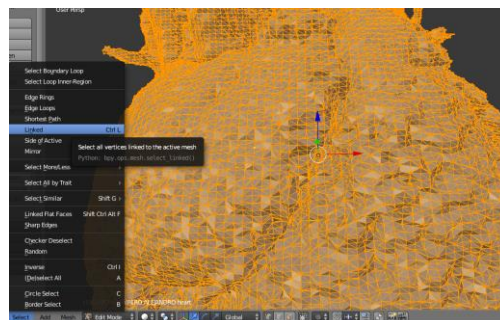 User Persp
Select Boundary Loop
Select Loop Inner-Region
Edge Rings
Edge Loops
Shortest Path
Linked Ctrl L
Side of Active
Mirror
Select all vertices linked to the active mesh
Python: bpy.ops.mesh.select_linked()
Select More/Less
Select All by Trait
Select Similar Shift G
Linked Flat Faces Shift Ctrl Alt F
Sharp Edges
Checker Deselect
Random
Inverse Ctrl I
(De)select All A
Circle Select C
Border Select B
Select Add Mesh Edit Mode Global